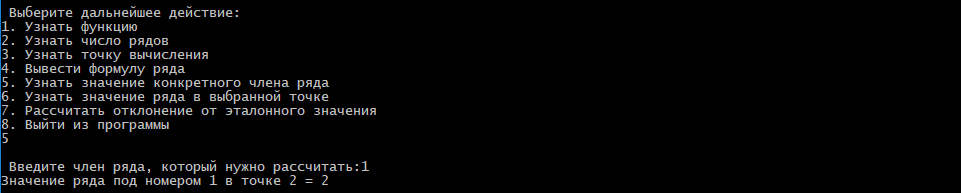 Выберите дальнейшее действие:
1. Узнать функцию
2. Узнать число рядов
3. Узнать точку вычисления
4. Вывести формулу ряда
5. Узнать значение конкретного члена ряда
6. Узнать значение ряда в выбранной точке
7. Рассчитать отклонение от эталонного значения
8. Выйти из программы
5
Введите член ряда, который нужно рассчитать:1
Значение ряда под номером 1 в точке 2 = 2